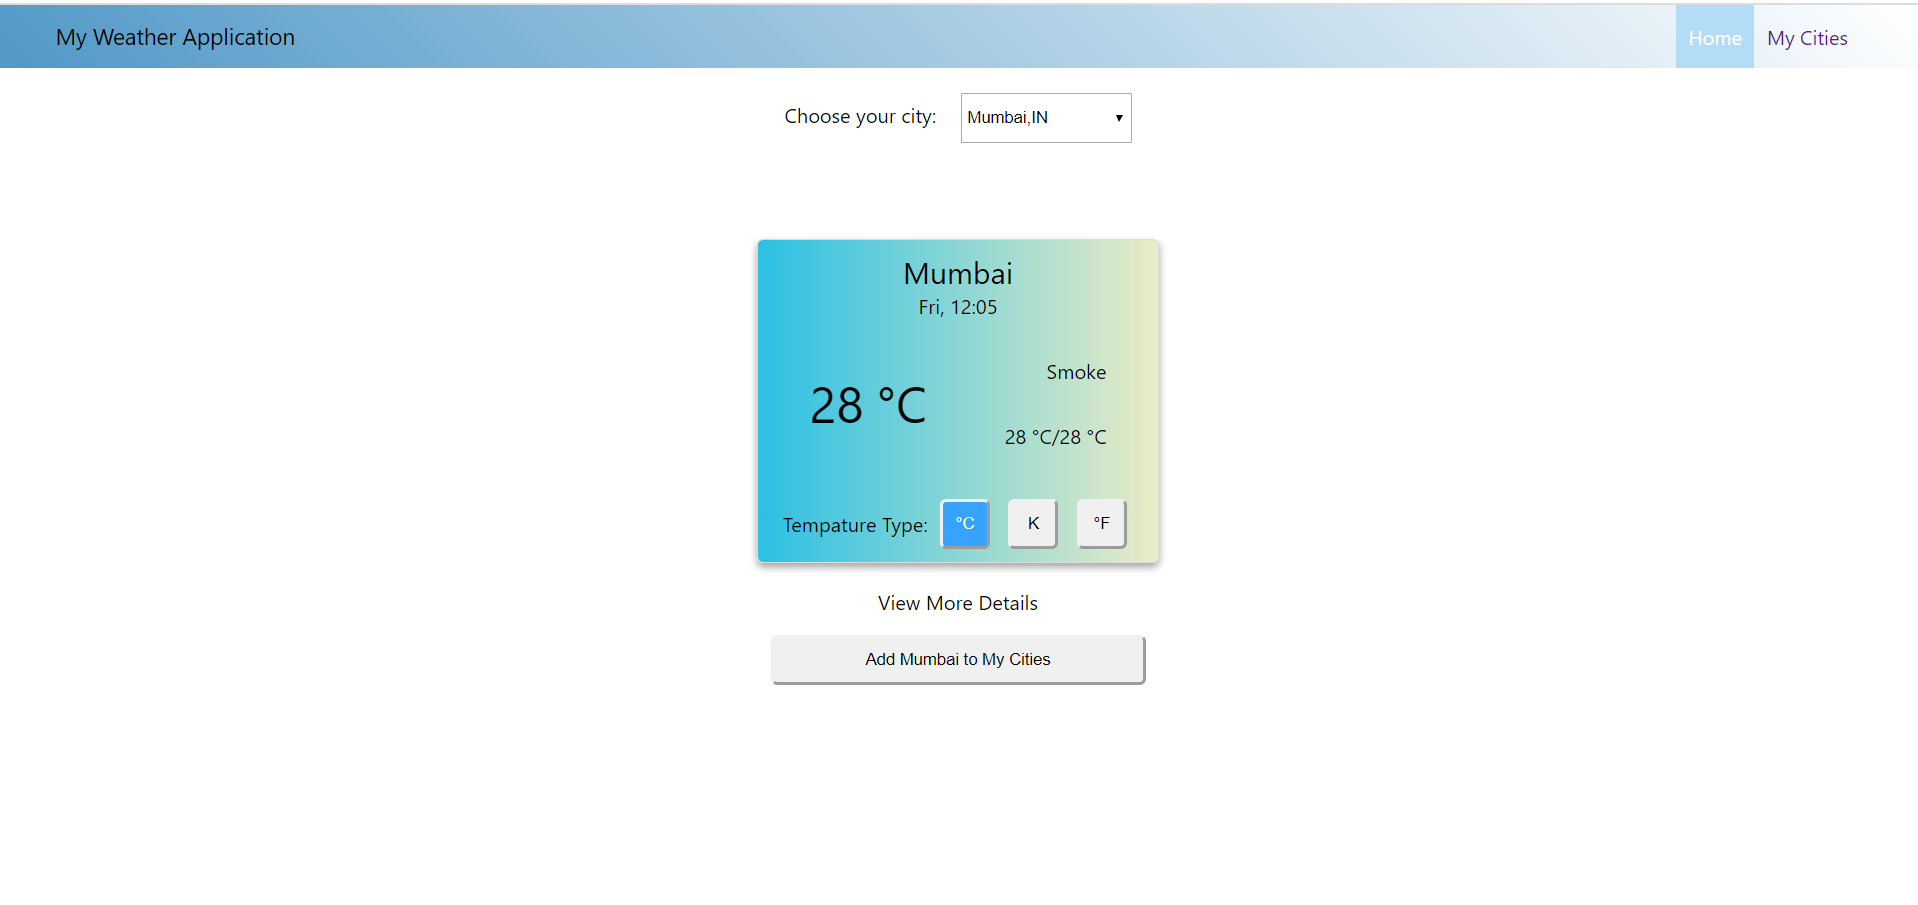 My Weather Application
Home
My Cities
Choose your city:
Mumbai,IN
Mumbai
Fri, 12:05
Smoke
28 °C
28 °C/28 °C
Tempature Type:
°C
K
°F
View More Details
Add Mumbai to My Cities